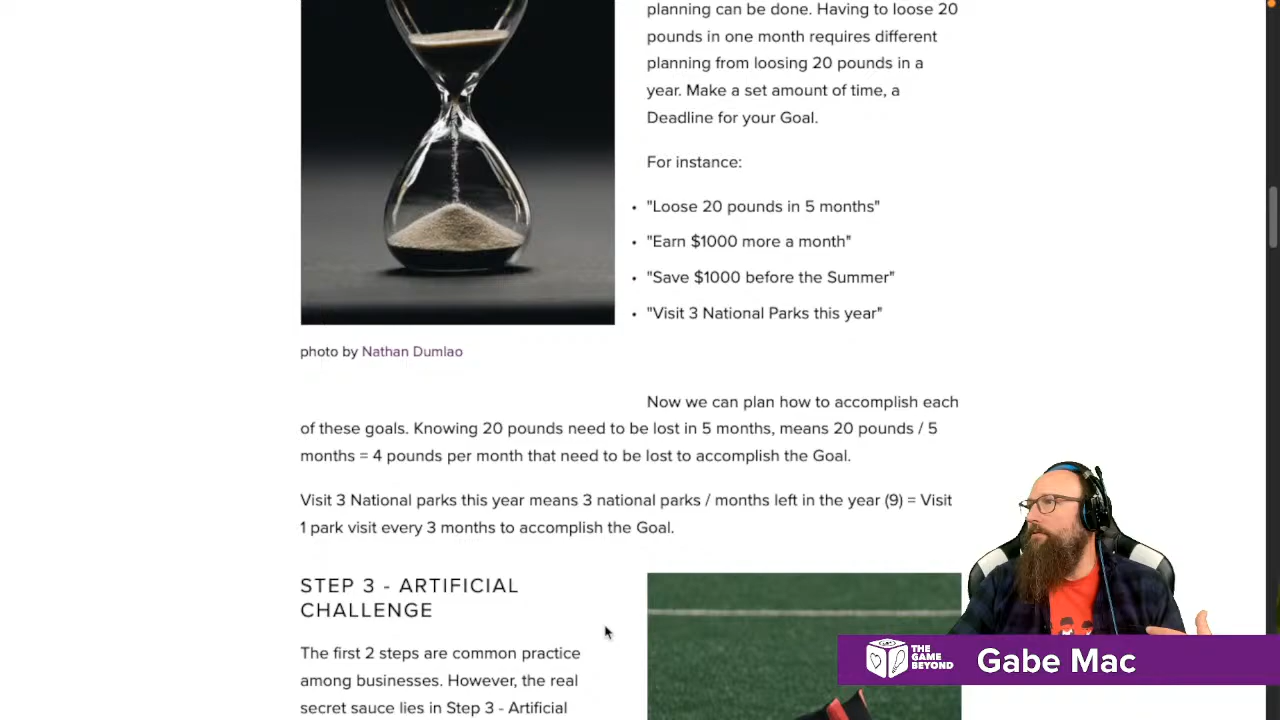 planning can be done. Having to loose 20
pounds in one month requires different
planning from loosing 20 pounds in a
year. Make a set amount of time, a
Deadline for your Goal.
For instance:
• "Loose 20 pounds in 5 months"
• "Earn $1000 more a month"
• "Save $1000 before the Summer"
• "Visit 3 National Parks this year"
photo by Nathan Dumlao
Now we can plan how to accomplish each
of these goals. Knowing 20 pounds need to be lost in 5 months, means 20 pounds / 5
months = 4 pounds per month that need to be lost to accomplish the Goal.
Visit 3 National parks this year means 3 national parks / months left in the year (9) = Visit
1 park visit every 3 months to accomplish the Goal.
STEP 3 - ARTIFICIAL
CHALLENGE
The first 2 steps are common practice
among businesses. However, the real
secret sauce lies in Step 3 - Artificial
THE
GAME
BEYOND
Gabe Mac